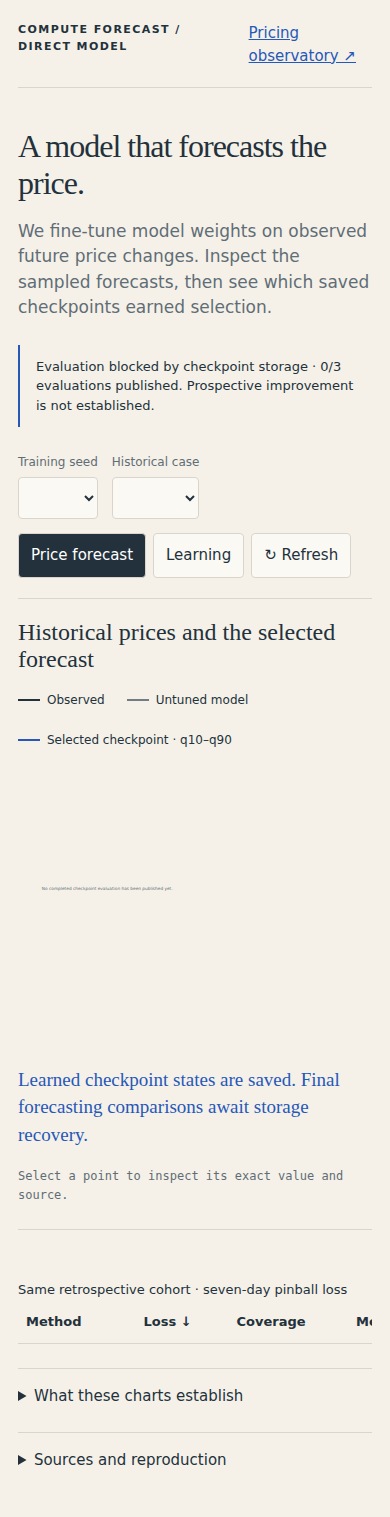 COMPUTE FORECAST /
DIRECT MODEL
Pricing
observatory ↗
A model that forecasts the
price.
We fine-tune model weights on observed
future price changes. Inspect the
sampled forecasts, then see which saved
checkpoints earned selection.
Evaluation blocked by checkpoint storage · 0/3
evaluations published. Prospective improvement
is not established.
Training seed Historical case
Price forecast Learning ↻ Refresh
Historical prices and the selected
forecast
Observed Untuned model
Selected checkpoint · q10–q90
No completed checkpoint evaluation has been published yet.
Learned checkpoint states are saved. Final
forecasting comparisons await storage
recovery.
Select a point to inspect its exact value and
source.
Same retrospective cohort · seven-day pinball loss
Method Loss ↓ Coverage
▶ What these charts establish
▶ Sources and reproduction